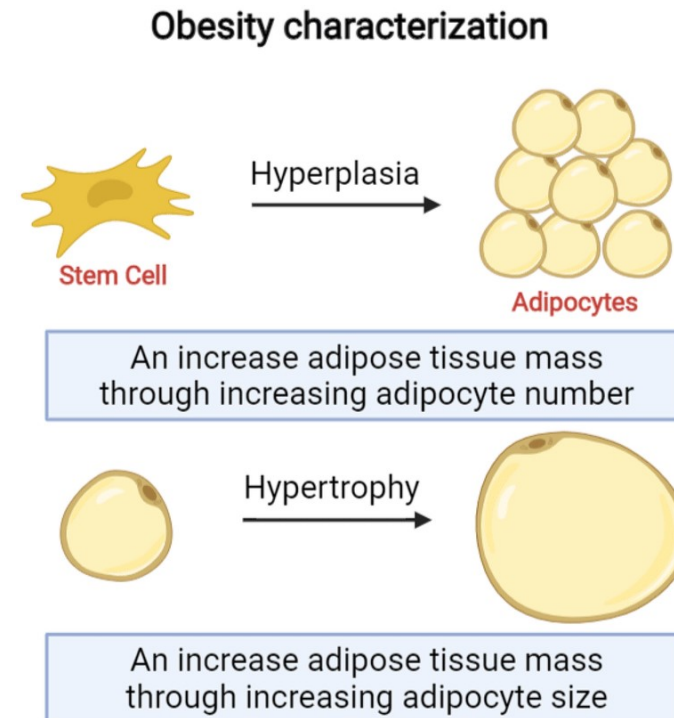 Obesity characterization
Hyperplasia
Stem Cell
Adipocytes
An increase adipose tissue mass
through increasing adipocyte number
Hypertrophy
An increase adipose tissue mass
through increasing adipocyte size